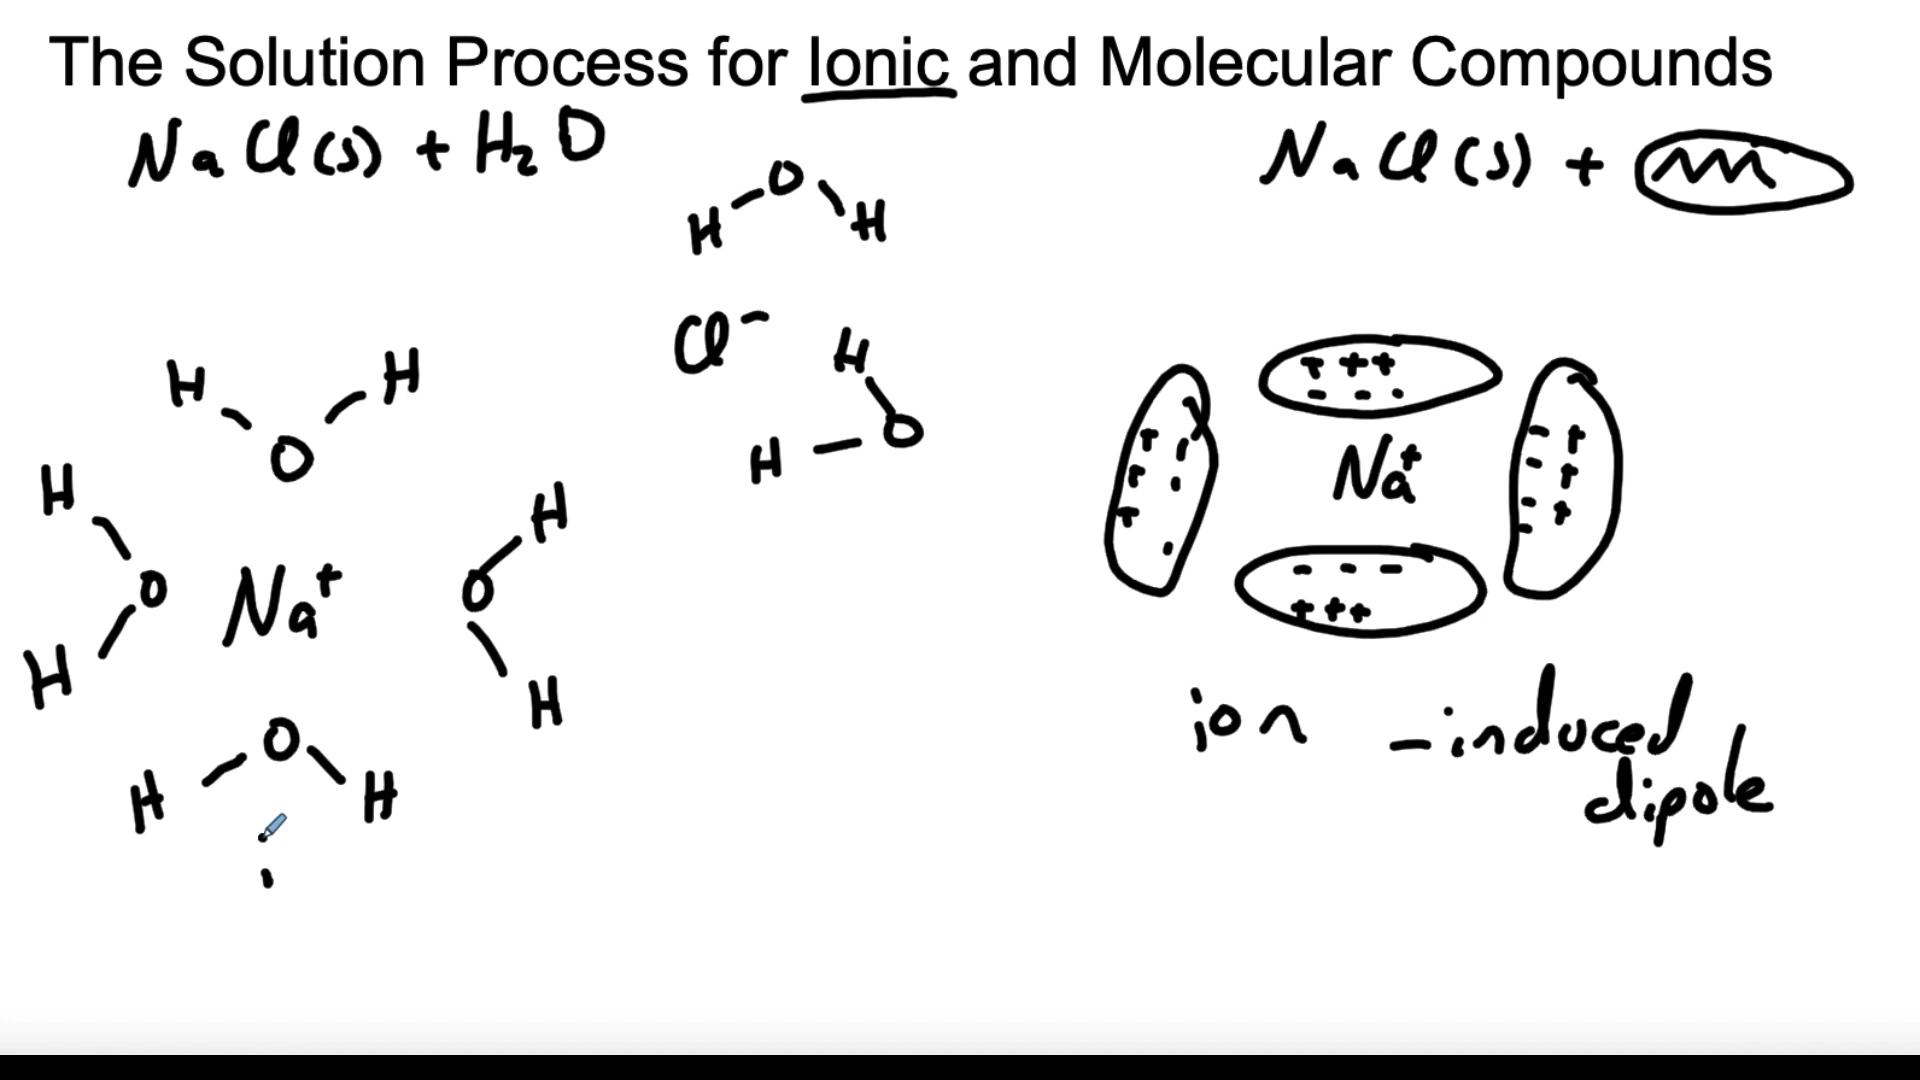 The Solution Process for Ionic and Molecular Compounds
NaCl(s) + H₂O
NaCl(s) +
O
H H
Cl⁻
H
O
H
H H
O
H
O
H
Na⁺
H
O
H
O
H H
+ + +
- - -
+ -
+ -
+ -
Na⁺
- +
- +
- +
-
- - -
+ + +
ion - induced
dipole